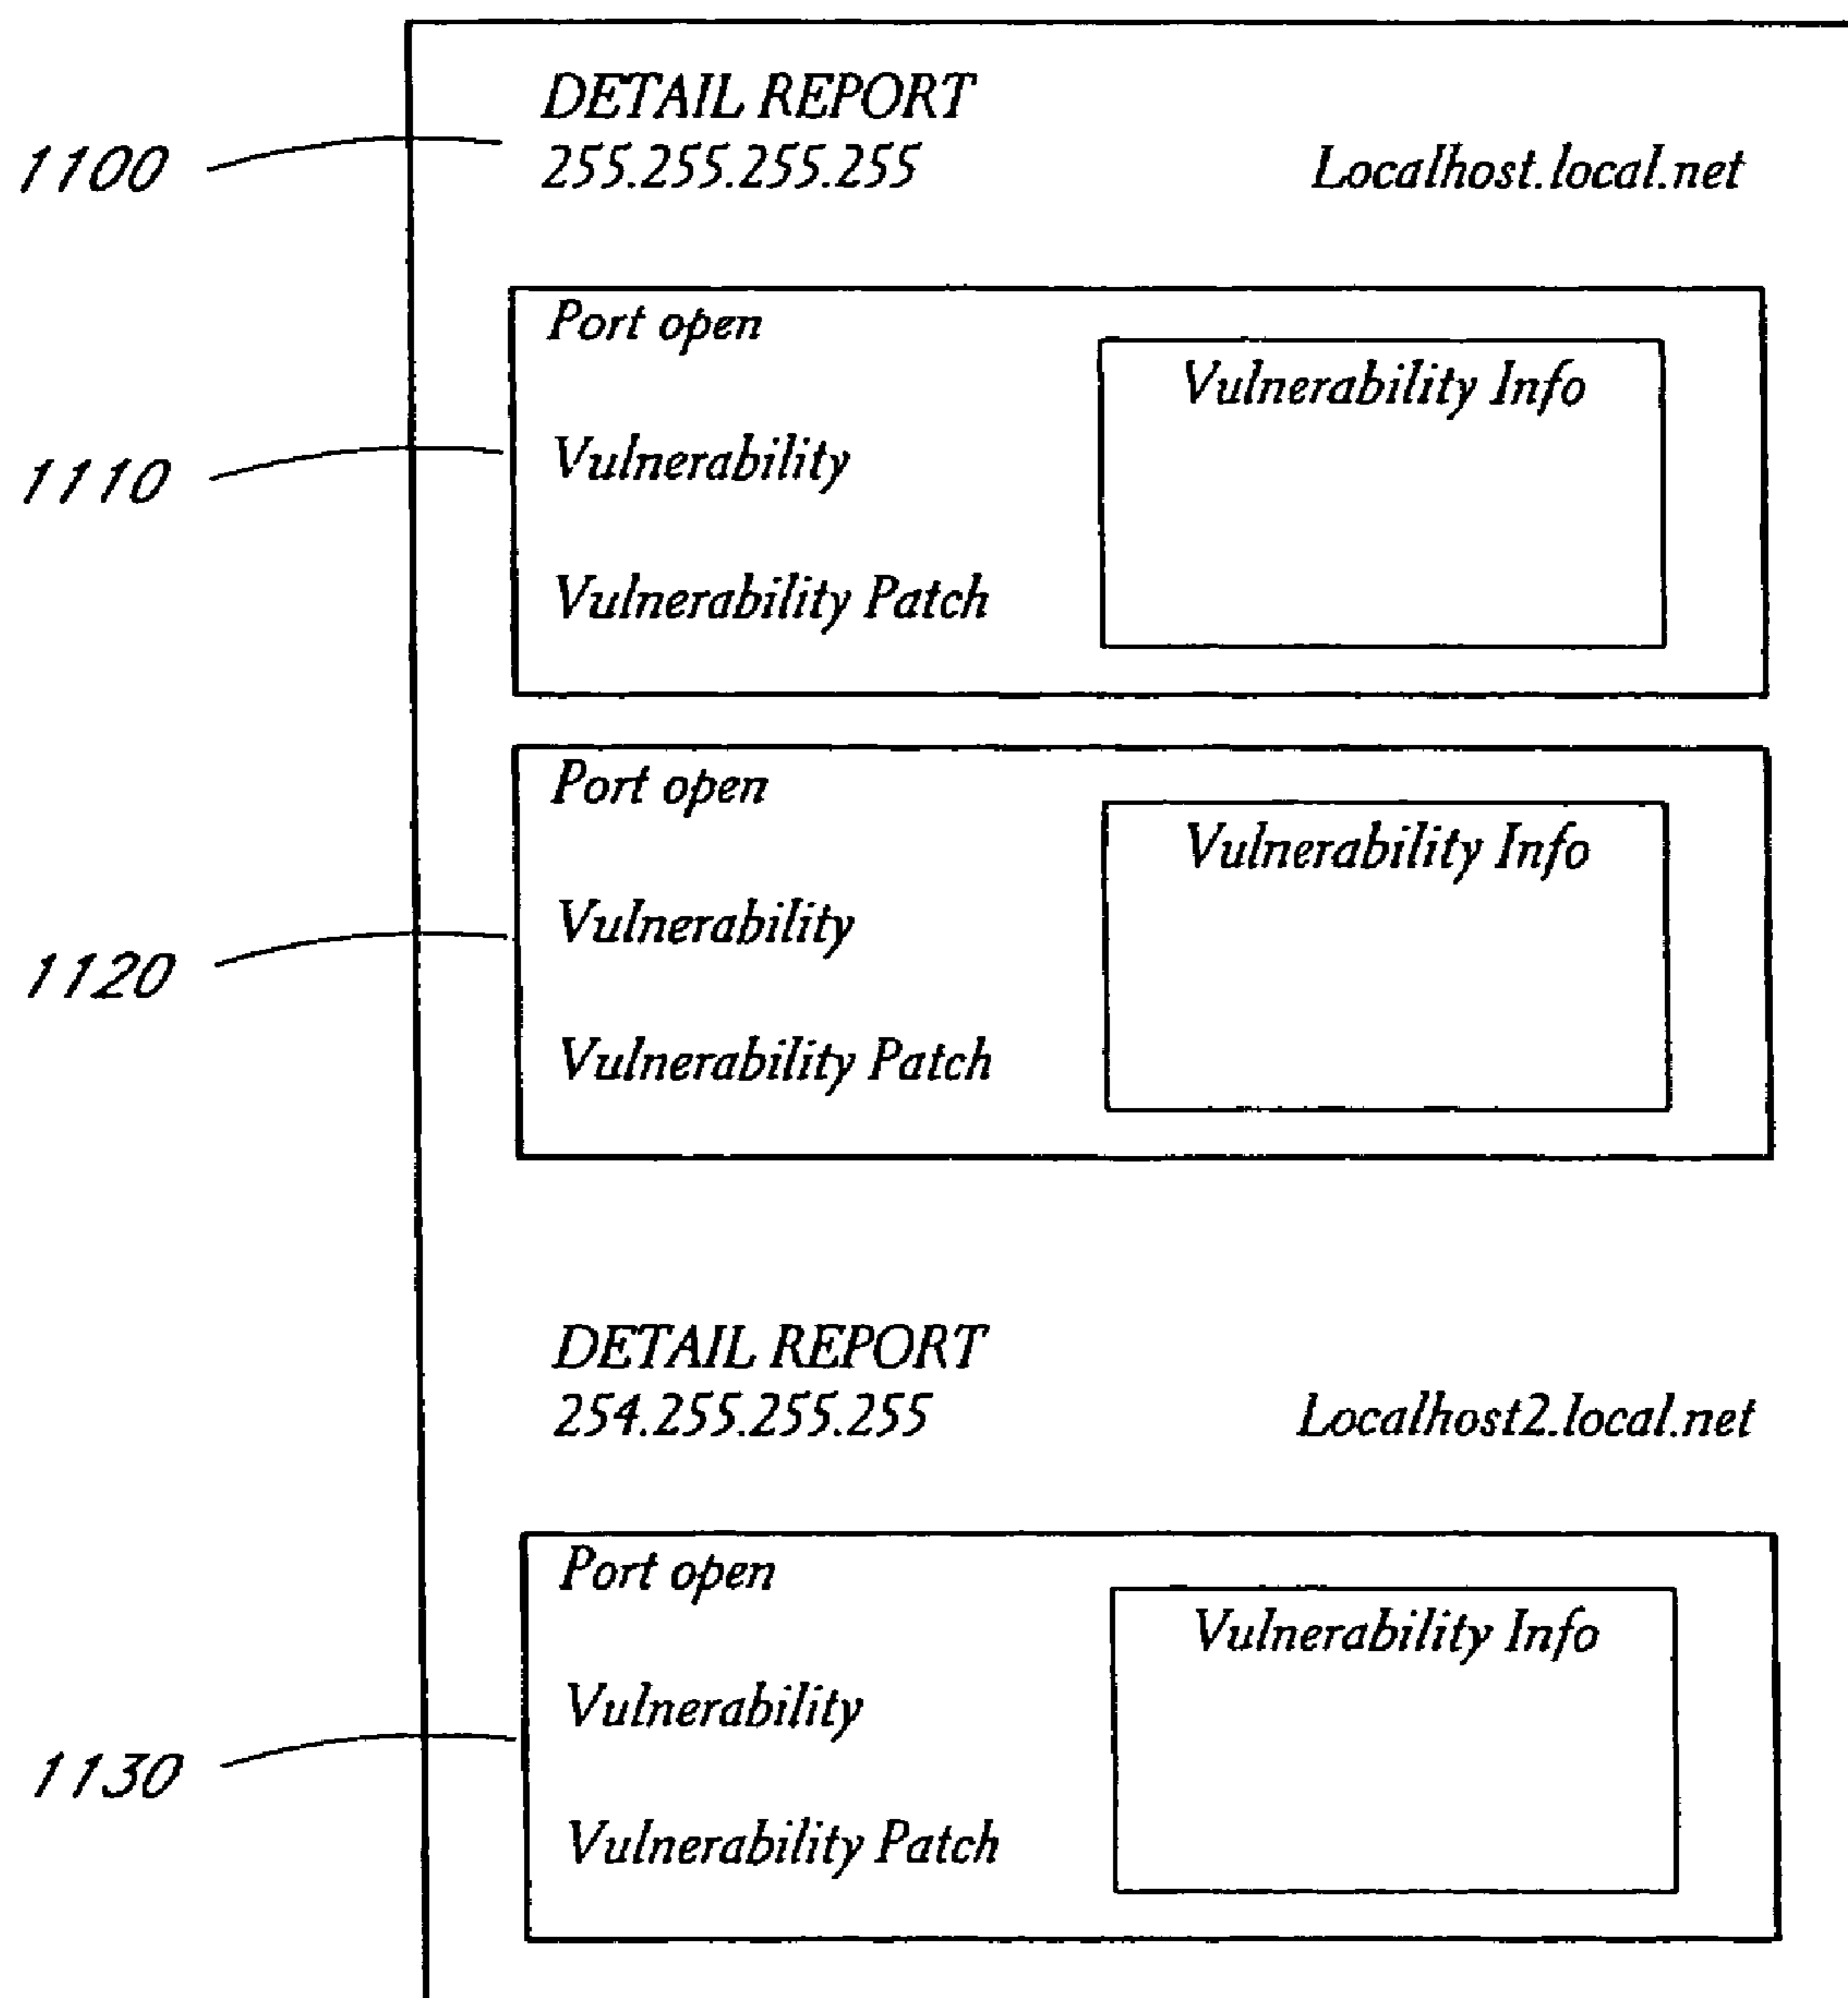 DETAIL REPORT
1100
255.255.255.255 Localhost.local.net
Port open
Vulnerability Info
1110
Vulnerability
Vulnerability Patch
Port open
Vulnerability Info
1120
Vulnerability
Vulnerability Patch
DETAIL REPORT
254.255.255.255 Localhost2.local.net
Port open
Vulnerability Info
1130
Vulnerability
Vulnerability Patch